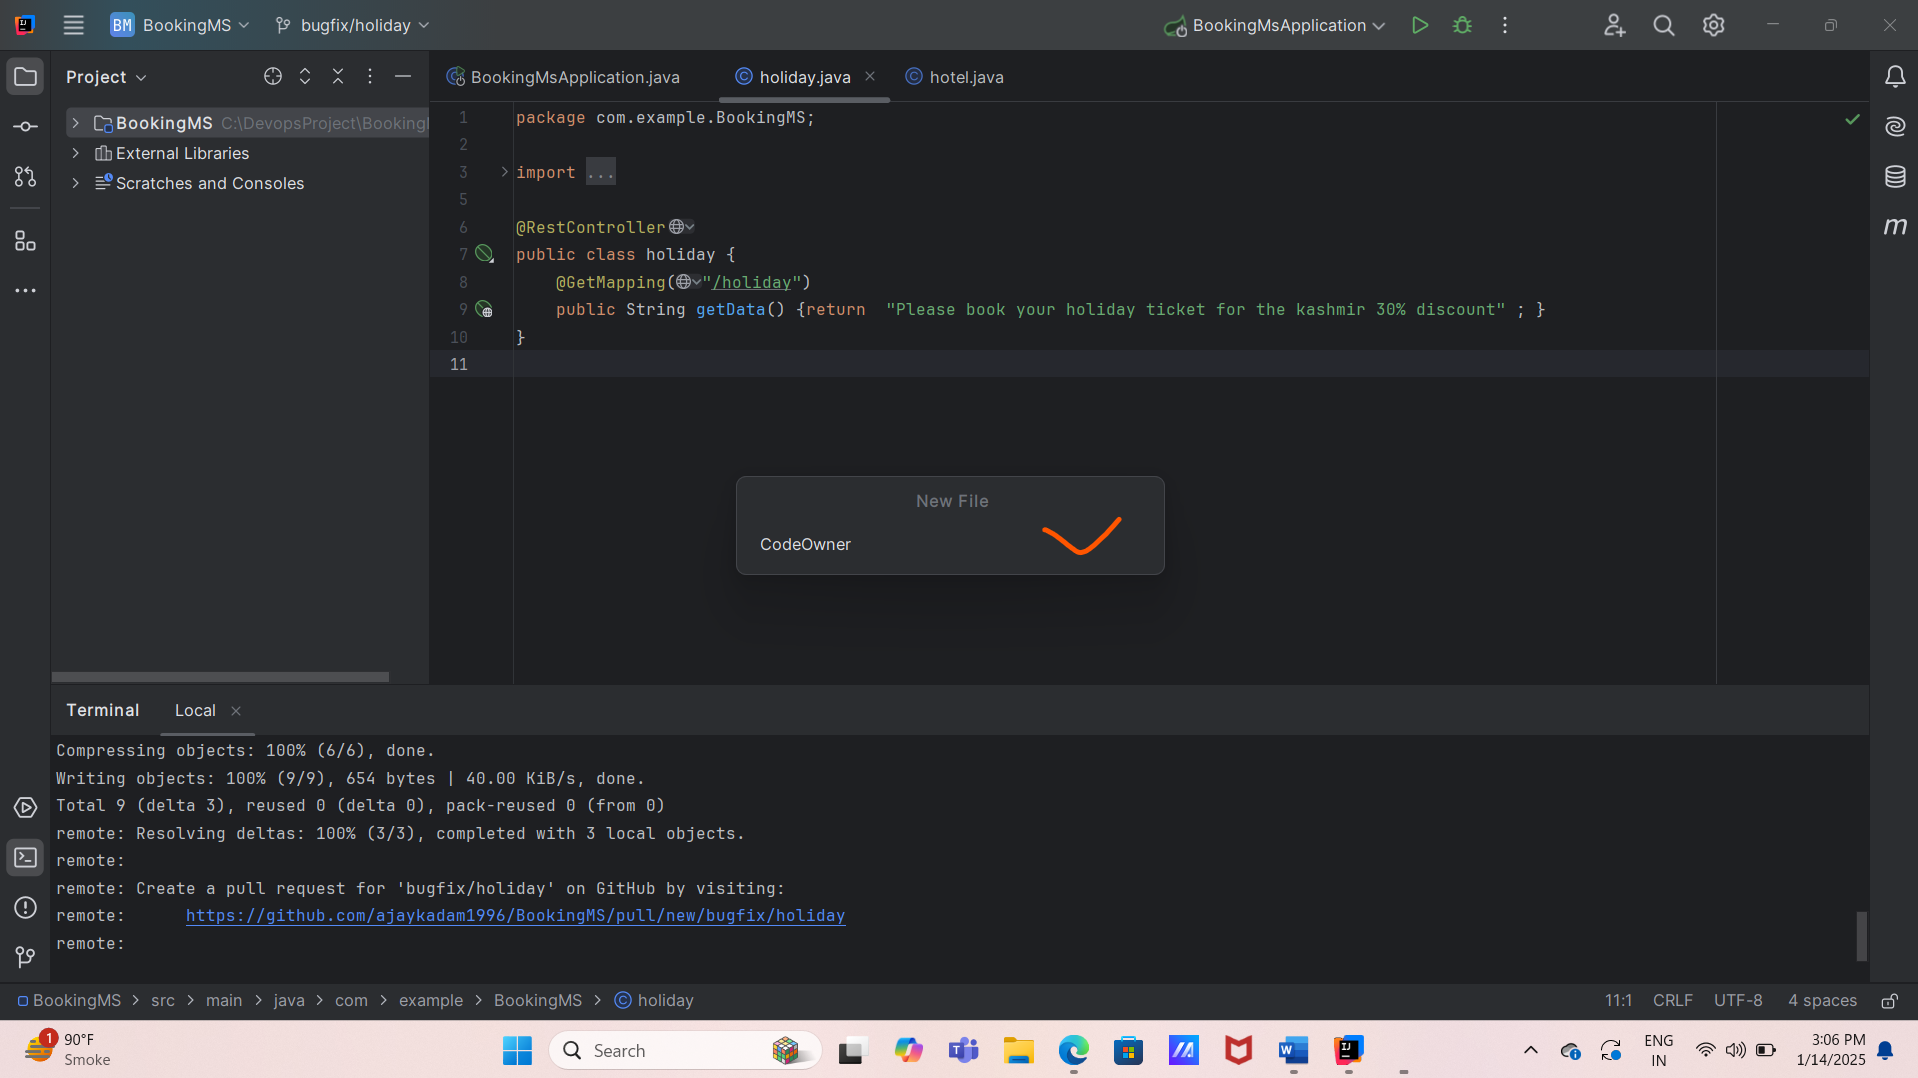 BM BookingMS bugfix/holiday BookingMsApplication
Project
BookingMsApplication.java holiday.java hotel.java
BookingMS C:\DevopsProject\Booking
External Libraries
Scratches and Consoles
1 package com.example.BookingMS;
2
3 import ...
5
6 @RestController
7 public class holiday {
8 @GetMapping("/holiday")
9 public String getData() {return "Please book your holiday ticket for the kashmir 30% discount" ; }
10 }
11
New File
CodeOwner
m
Terminal Local
Compressing objects: 100% (6/6), done.
Writing objects: 100% (9/9), 654 bytes | 40.00 KiB/s, done.
Total 9 (delta 3), reused 0 (delta 0), pack-reused 0 (from 0)
remote: Resolving deltas: 100% (3/3), completed with 3 local objects.
remote:
remote: Create a pull request for 'bugfix/holiday' on GitHub by visiting:
remote: https://github.com/ajaykadam1996/BookingMS/pull/new/bugfix/holiday
remote:
BookingMS > src > main > java > com > example > BookingMS > holiday
11:1 CRLF UTF-8 4 spaces
1 90°F
Smoke
Search
ENG
IN
3:06 PM
1/14/2025